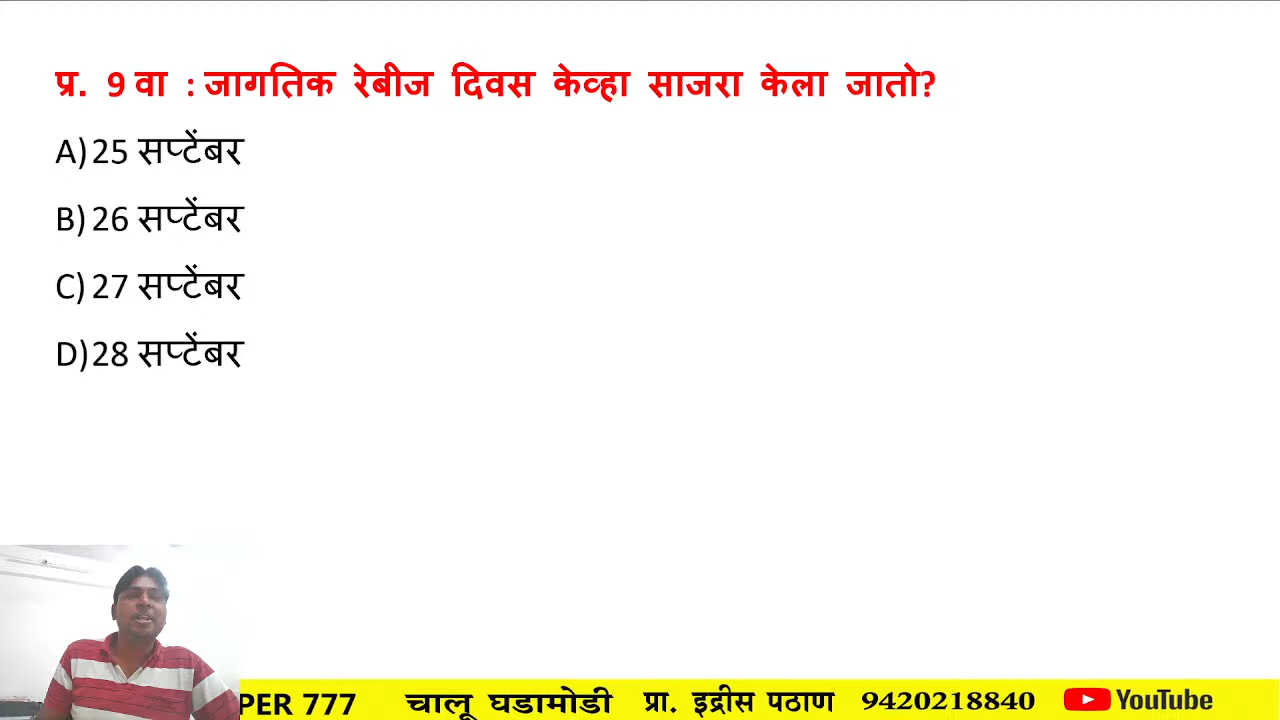 प्र. 9 वा : जागतिक रेबीज दिवस केव्हा साजरा केला जातो?
A) 25 सप्टेंबर
B) 26 सप्टेंबर
C) 27 सप्टेंबर
D) 28 सप्टेंबर
PER 777 चालू घडामोडी प्रा. इद्रीस पठाण 9420218840 YouTube